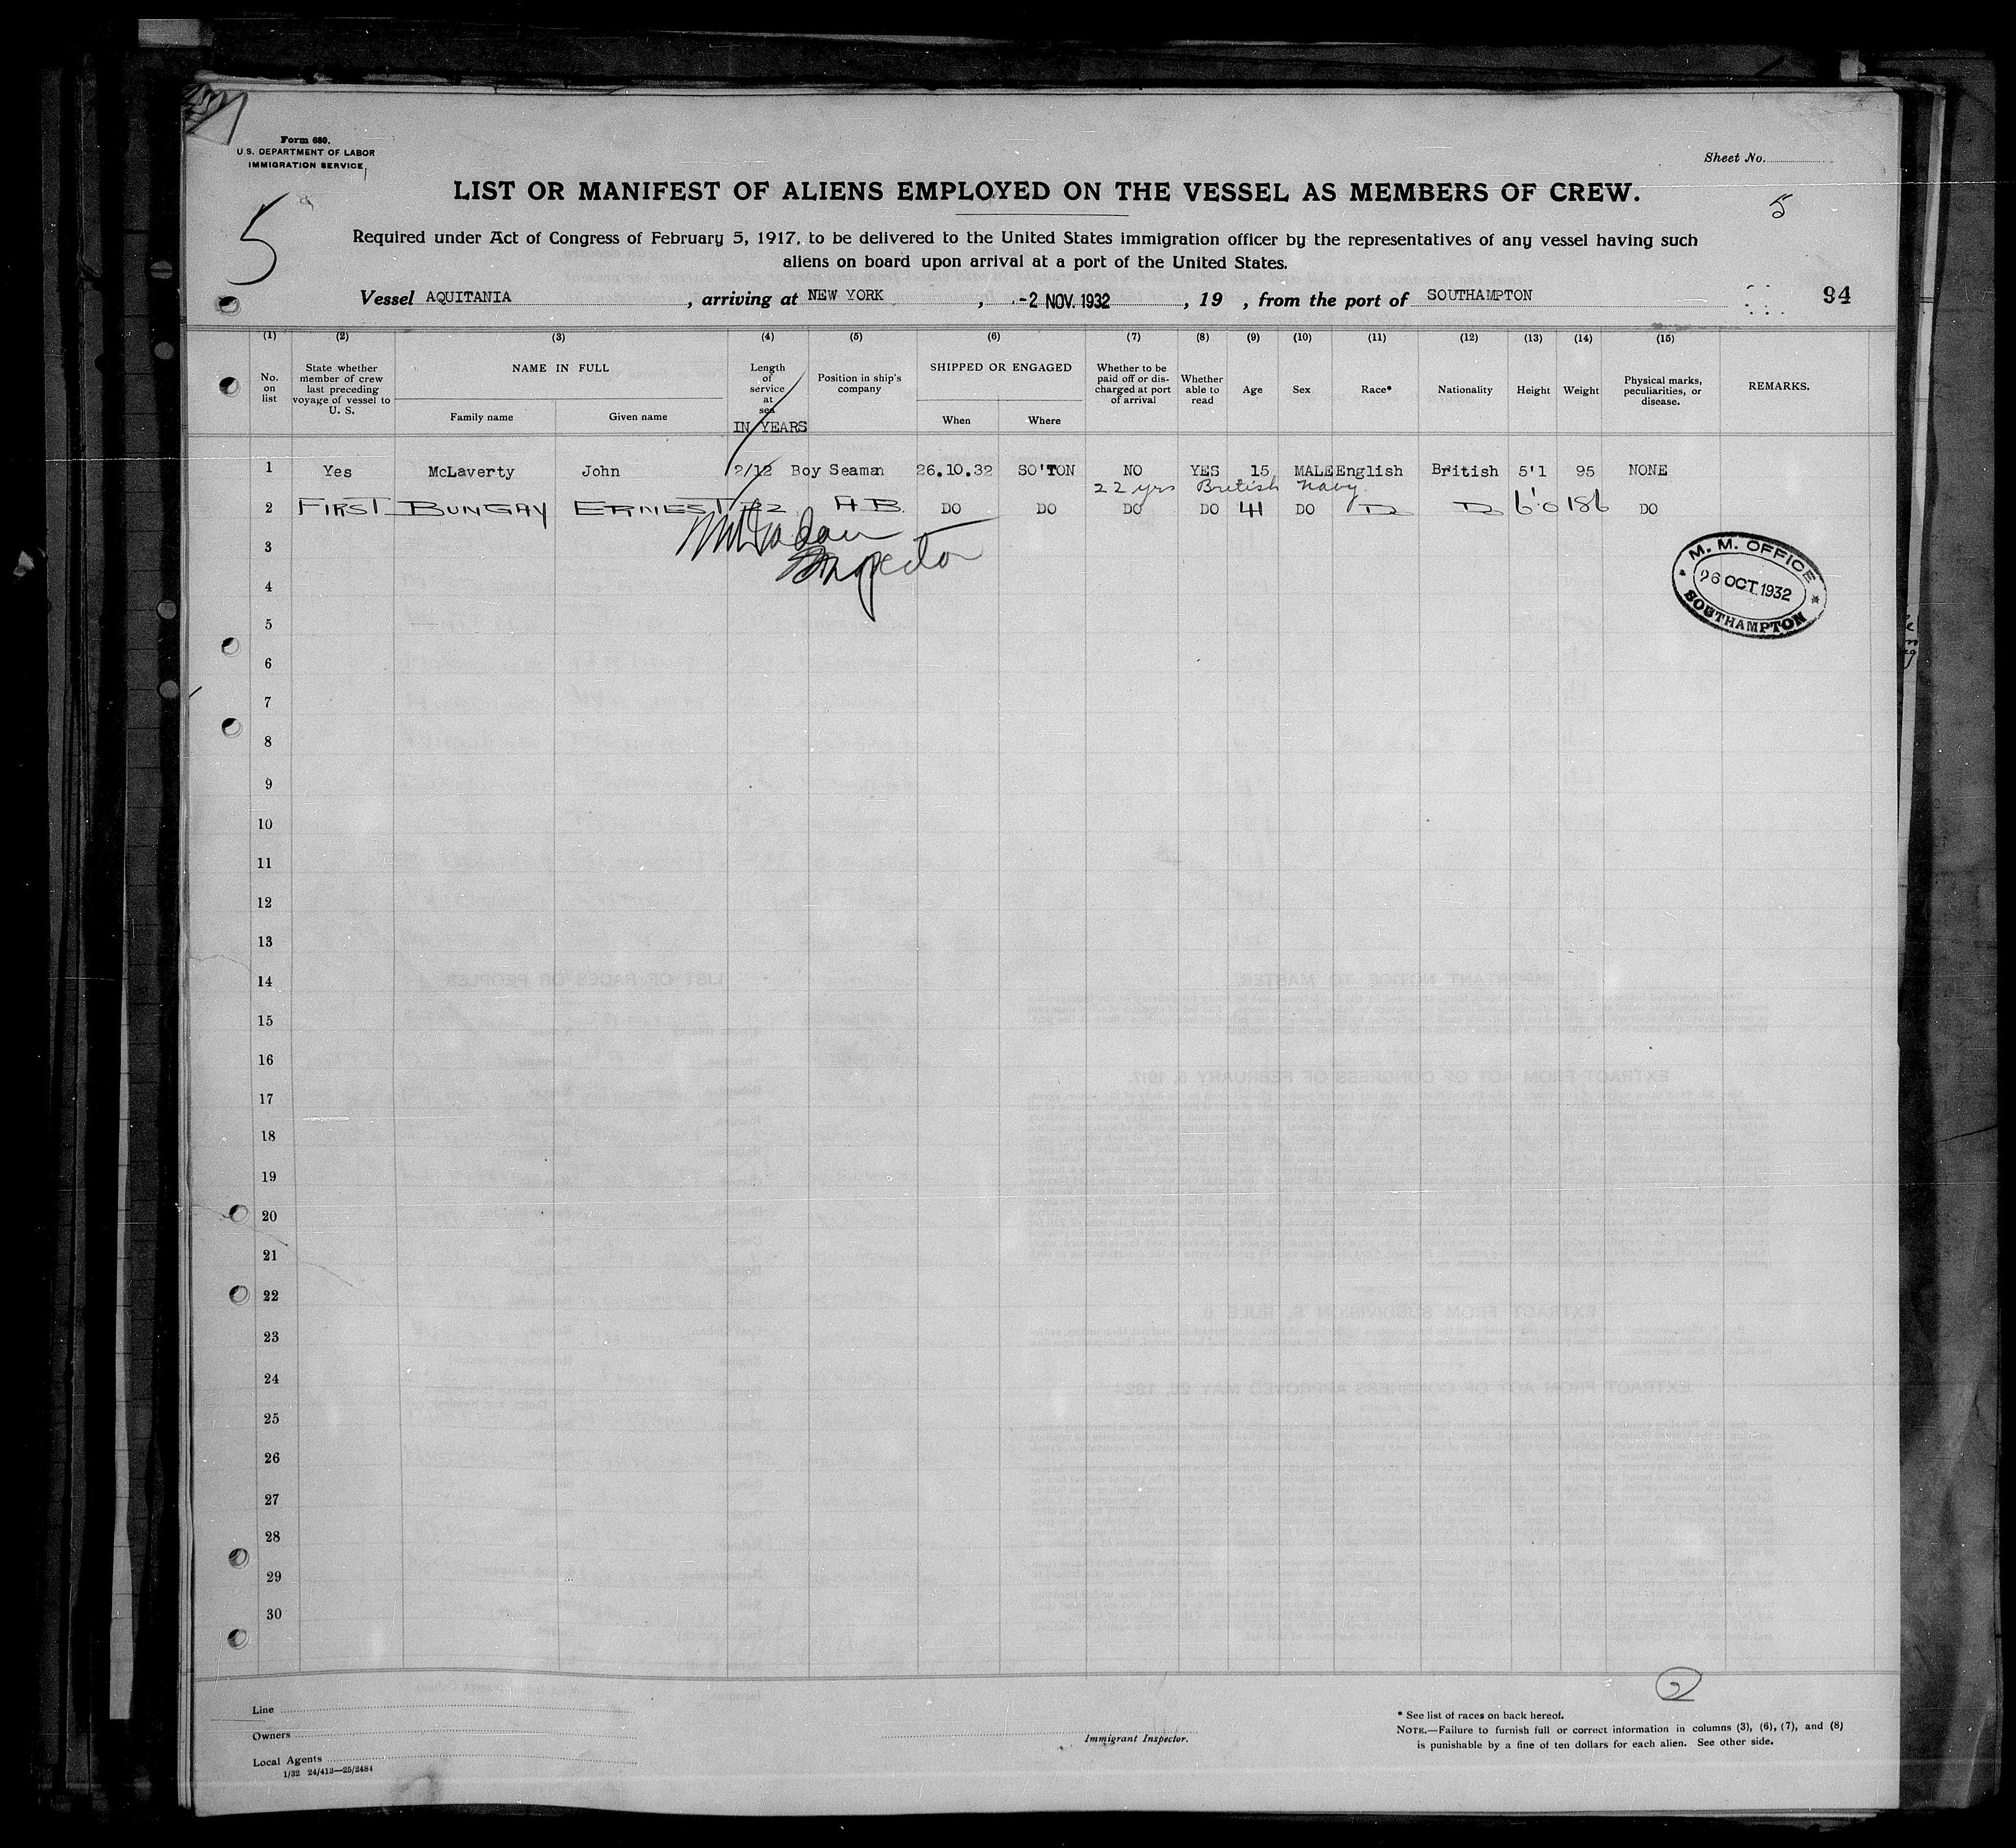 Form 680.
U.S. DEPARTMENT OF LABOR
IMMIGRATION SERVICE
Sheet No.
LIST OR MANIFEST OF ALIENS EMPLOYED ON THE VESSEL AS MEMBERS OF CREW.
5
5
Required under Act of Congress of February 5, 1917, to be delivered to the United States immigration officer by the representatives of any vessel having such
aliens on board upon arrival at a port of the United States.
Vessel AQUITANIA, arriving at NEW YORK, -2 NOV. 1932, 19 , from the port of SOUTHAMPTON
94
(1) (2) (3) (4) (5) (6) (7) (8) (9) (10) (11) (12) (13) (14) (15)
No. on list
State whether member of crew last preceding voyage of vessel to U. S.
NAME IN FULL
Family name
Given name
Length of service at sea
IN YEARS
Position in ship's company
SHIPPED OR ENGAGED
When
Where
Whether to be paid off or discharged at port of arrival
Whether able to read
Age
Sex
Race*
Nationality
Height
Weight
Physical marks, peculiarities, or disease.
REMARKS.
1 Yes McLaverty John 2/12 Boy Seaman 26.10.32 SO'TON NO YES 15 MALE English British 5'1 95 NONE
22 yrs British Navy
2 FIRST BUNGAY ERNEST 22 A B. DO DO DO DO 41 DO D D 6'0 186 DO
Inspector
M. M. OFFICE
26 OCT. 1932
SOUTHAMPTON
3
4
5
6
7
8
9
10
11
12
13
14
15
16
17
18
19
20
21
22
23
24
25
26
27
28
29
30
2
Line
Owners
Local Agents
1/32 24/413—25/2484
Immigrant Inspector.
* See list of races on back hereof.
NOTE.—Failure to furnish full or correct information in columns (3), (6), (7), and (8)
is punishable by a fine of ten dollars for each alien. See other side.